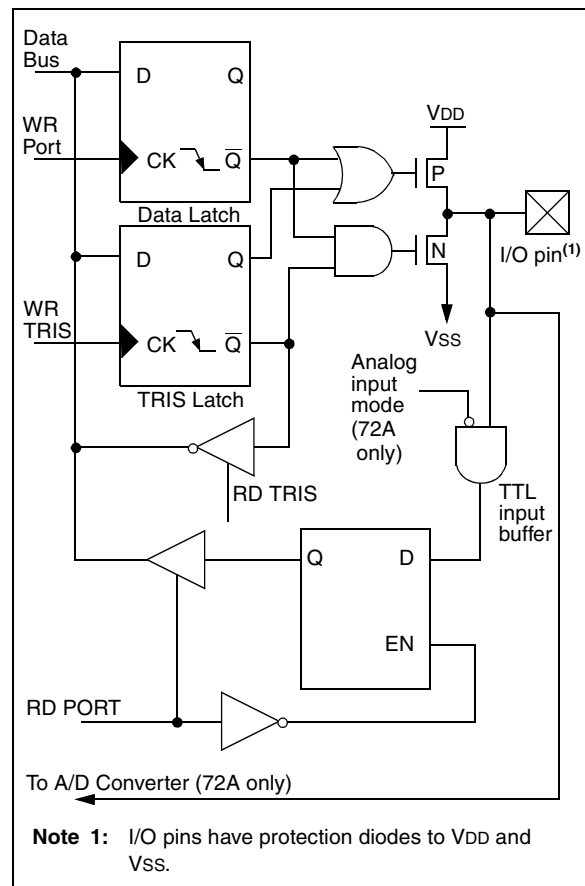 Data
Bus
D Q
WR
Port
CK Q
VDD
P
Data Latch
I/O pin(1)
N
D Q
WR
TRIS
CK Q
VSS
TRIS Latch
Analog
input
mode
(72A
only)
RD TRIS
TTL
input
buffer
Q D
EN
RD PORT
To A/D Converter (72A only)
Note 1: I/O pins have protection diodes to VDD and
VSS.